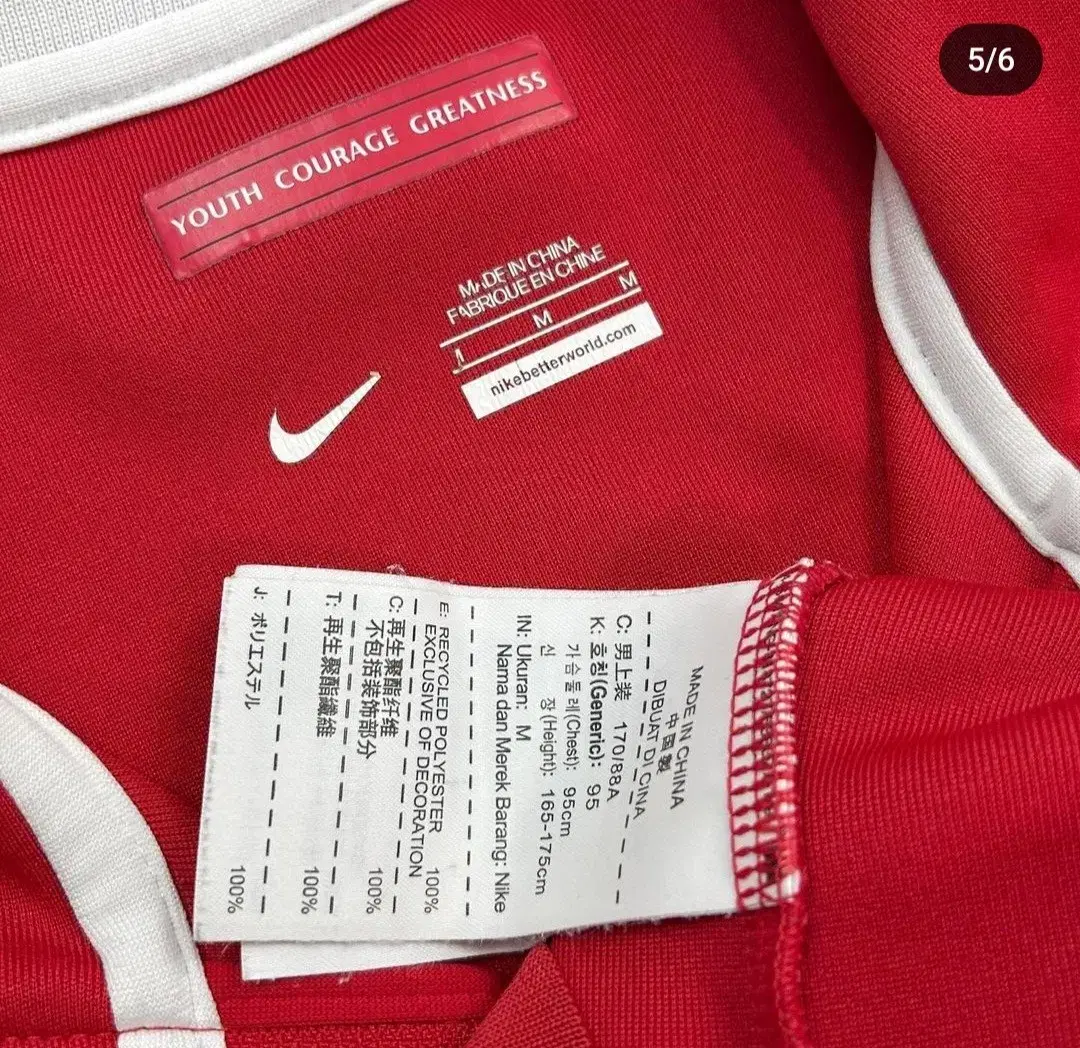 5/6
YOUTH COURAGE GREATNESS
MADE IN CHINA
FABRIQUE EN CHINE
M M
nikebetterworld.com
MADE IN CHINA
中国製
DIBUAT DI CINA
C: 男上装 170/88A
K: 호칭(Generic): 95
가슴둘레(Chest): 95cm
신 장(Height): 165-175cm
IN: Ukuran: M
Nama dan Merek Barang: Nike
E: RECYCLED POLYESTER 100%
EXCLUSIVE OF DECORATION
C: 再生聚酯纤维 100%
不包括装饰部分
T: 再生聚酯纖維 100%
J: ポリエステル 100%